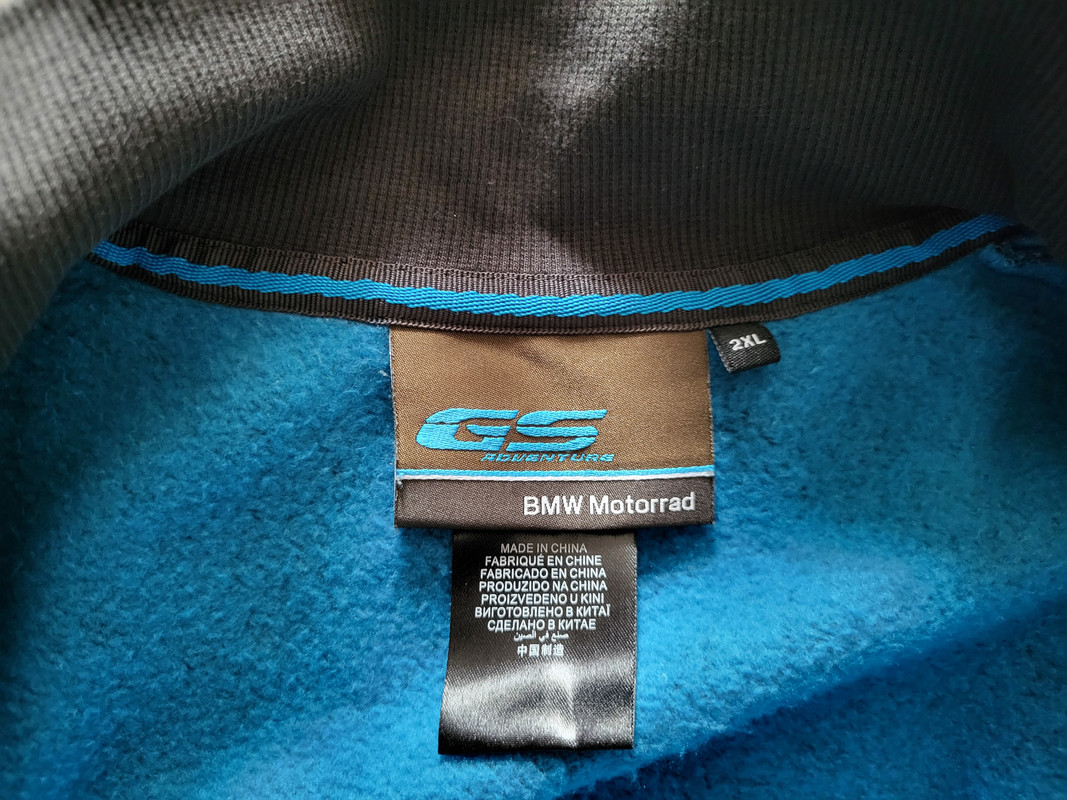 2XL
GS
ADVENTURE
BMW Motorrad
MADE IN CHINA
FABRIQUÉ EN CHINE
FABRICADO EN CHINA
PRODUZIDO NA CHINA
PROIZVEDENO U KINI
ВИГОТОВЛЕНО В КИТАЇ
СДЕЛАНО В КИТАЕ
صنع في الصين
中国制造